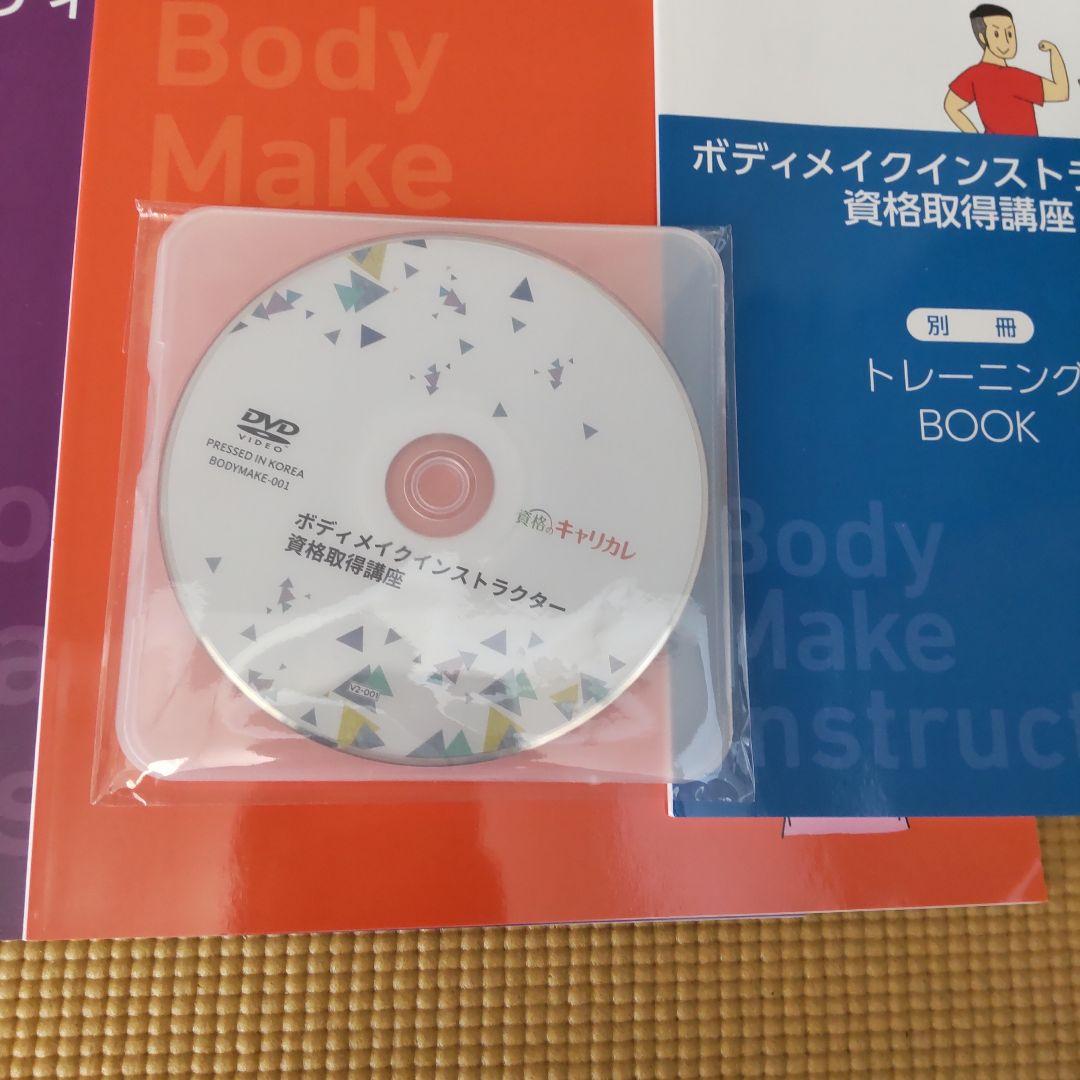 Body
Make
ボディメイクインスト
資格取得講座
別冊
トレーニング
BOOK
Body
Make
nstruct
DVD
VIDEO
PRESSED IN KOREA
BODYMAKE-001
資格のキャリカレ
ボディメイクインストラクター
資格取得講座
V2-001